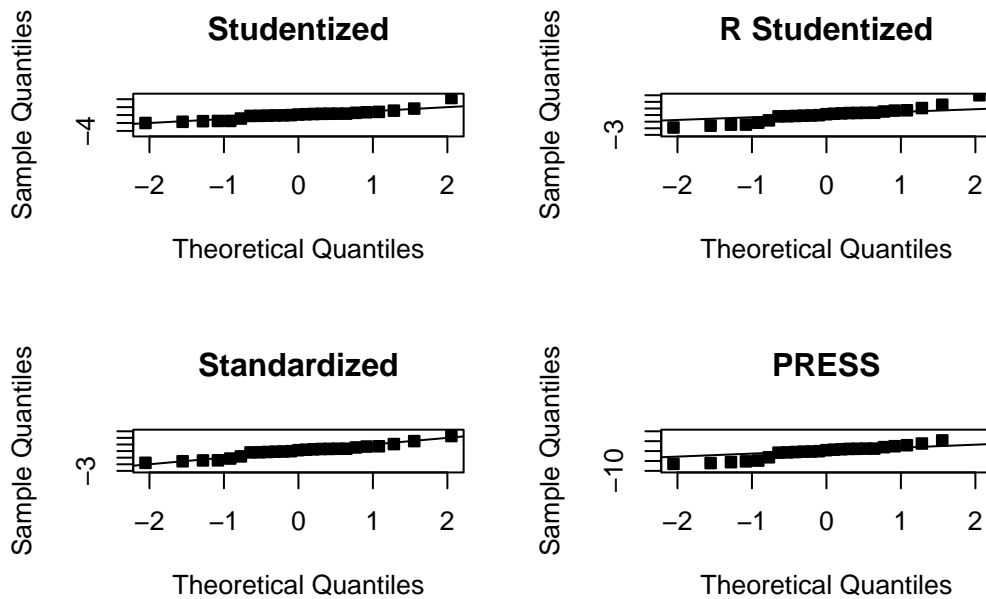 Studentized
Sample Quantiles
−4
−2 −1 0 1 2
Theoretical Quantiles
R Studentized
Sample Quantiles
−3
−2 −1 0 1 2
Theoretical Quantiles
Standardized
Sample Quantiles
−3
−2 −1 0 1 2
Theoretical Quantiles
PRESS
Sample Quantiles
−10
−2 −1 0 1 2
Theoretical Quantiles